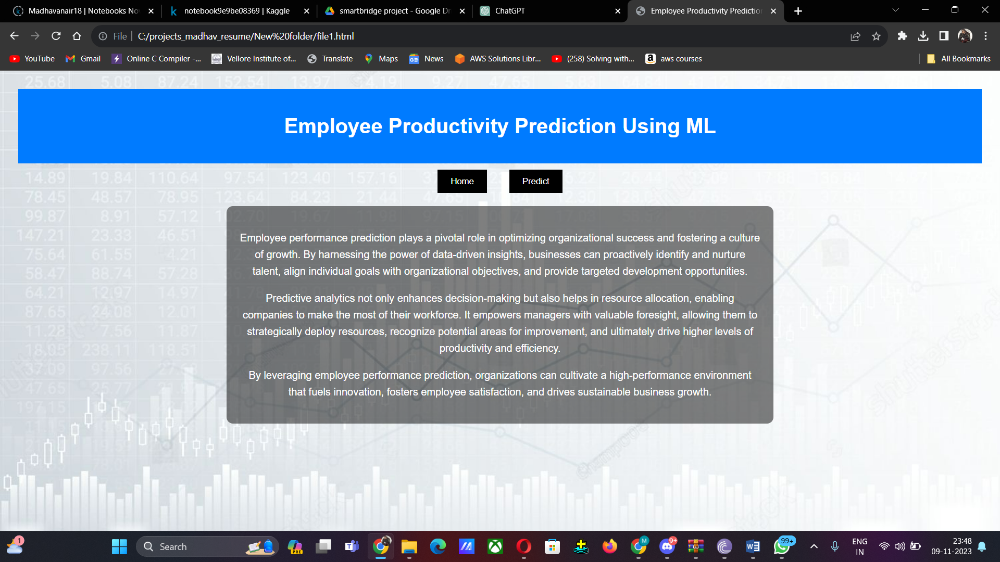 Madhavanair18 | Notebooks No
notebook9e9be08369 | Kaggle
smartbridge project - Google Dr
ChatGPT
Employee Productivity Predictio
File
C:/projects_madhav_resume/New%20folder/file1.html
YouTube
Gmail
Online C Compiler -...
Vellore Institute of...
Translate
Maps
News
AWS Solutions Libr...
(258) Solving with...
aws courses
All Bookmarks
Employee Productivity Prediction Using ML
Home
Predict
Employee performance prediction plays a pivotal role in optimizing organizational success and fostering a culture
of growth. By harnessing the power of data-driven insights, businesses can proactively identify and nurture
talent, align individual goals with organizational objectives, and provide targeted development opportunities.
Predictive analytics not only enhances decision-making but also helps in resource allocation, enabling
companies to make the most of their workforce. It empowers managers with valuable foresight, allowing them to
strategically deploy resources, recognize potential areas for improvement, and ultimately drive higher levels of
productivity and efficiency.
By leveraging employee performance prediction, organizations can cultivate a high-performance environment
that fuels innovation, fosters employee satisfaction, and drives sustainable business growth.
1
Search
PRE
M
9+
99+
ENG
IN
23:48
09-11-2023